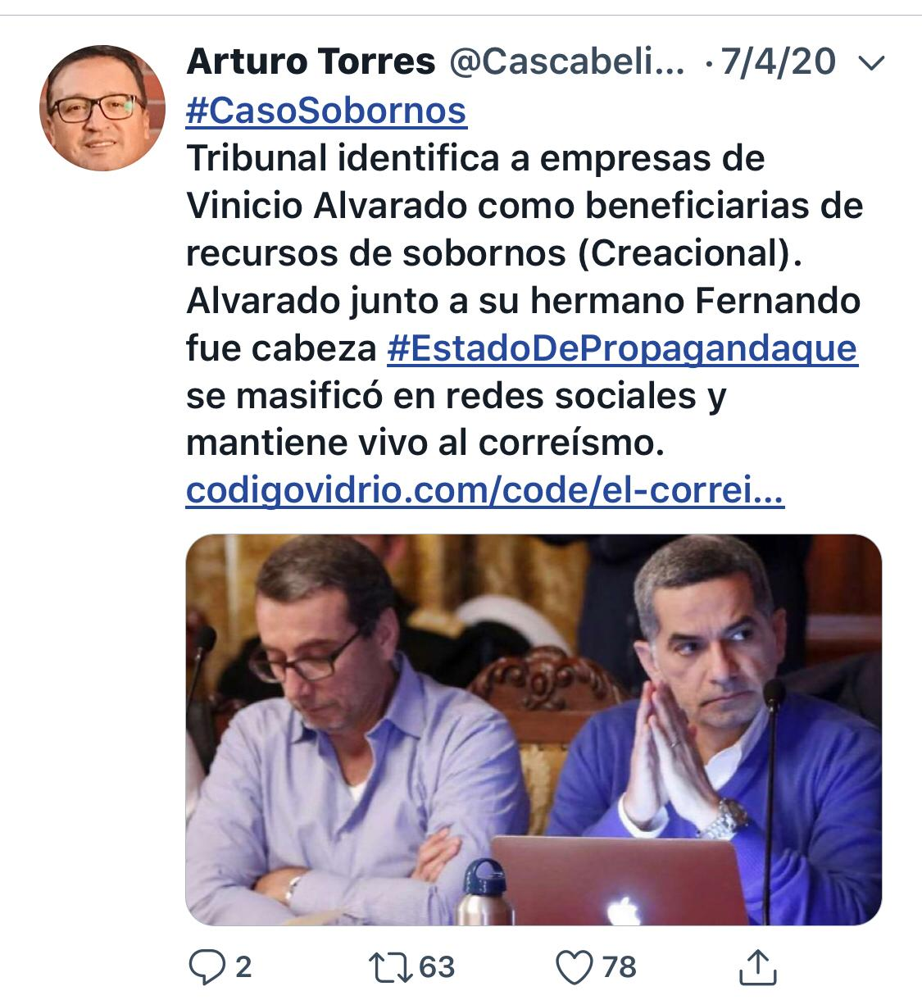 Arturo Torres @Cascabeli... · 7/4/20
#CasoSobornos
Tribunal identifica a empresas de
Vinicio Alvarado como beneficiarias de
recursos de sobornos (Creacional).
Alvarado junto a su hermano Fernando
fue cabeza #EstadoDePropagandaque
se masificó en redes sociales y
mantiene vivo al correísmo.
codigovidrio.com/code/el-correi...
2 63 78